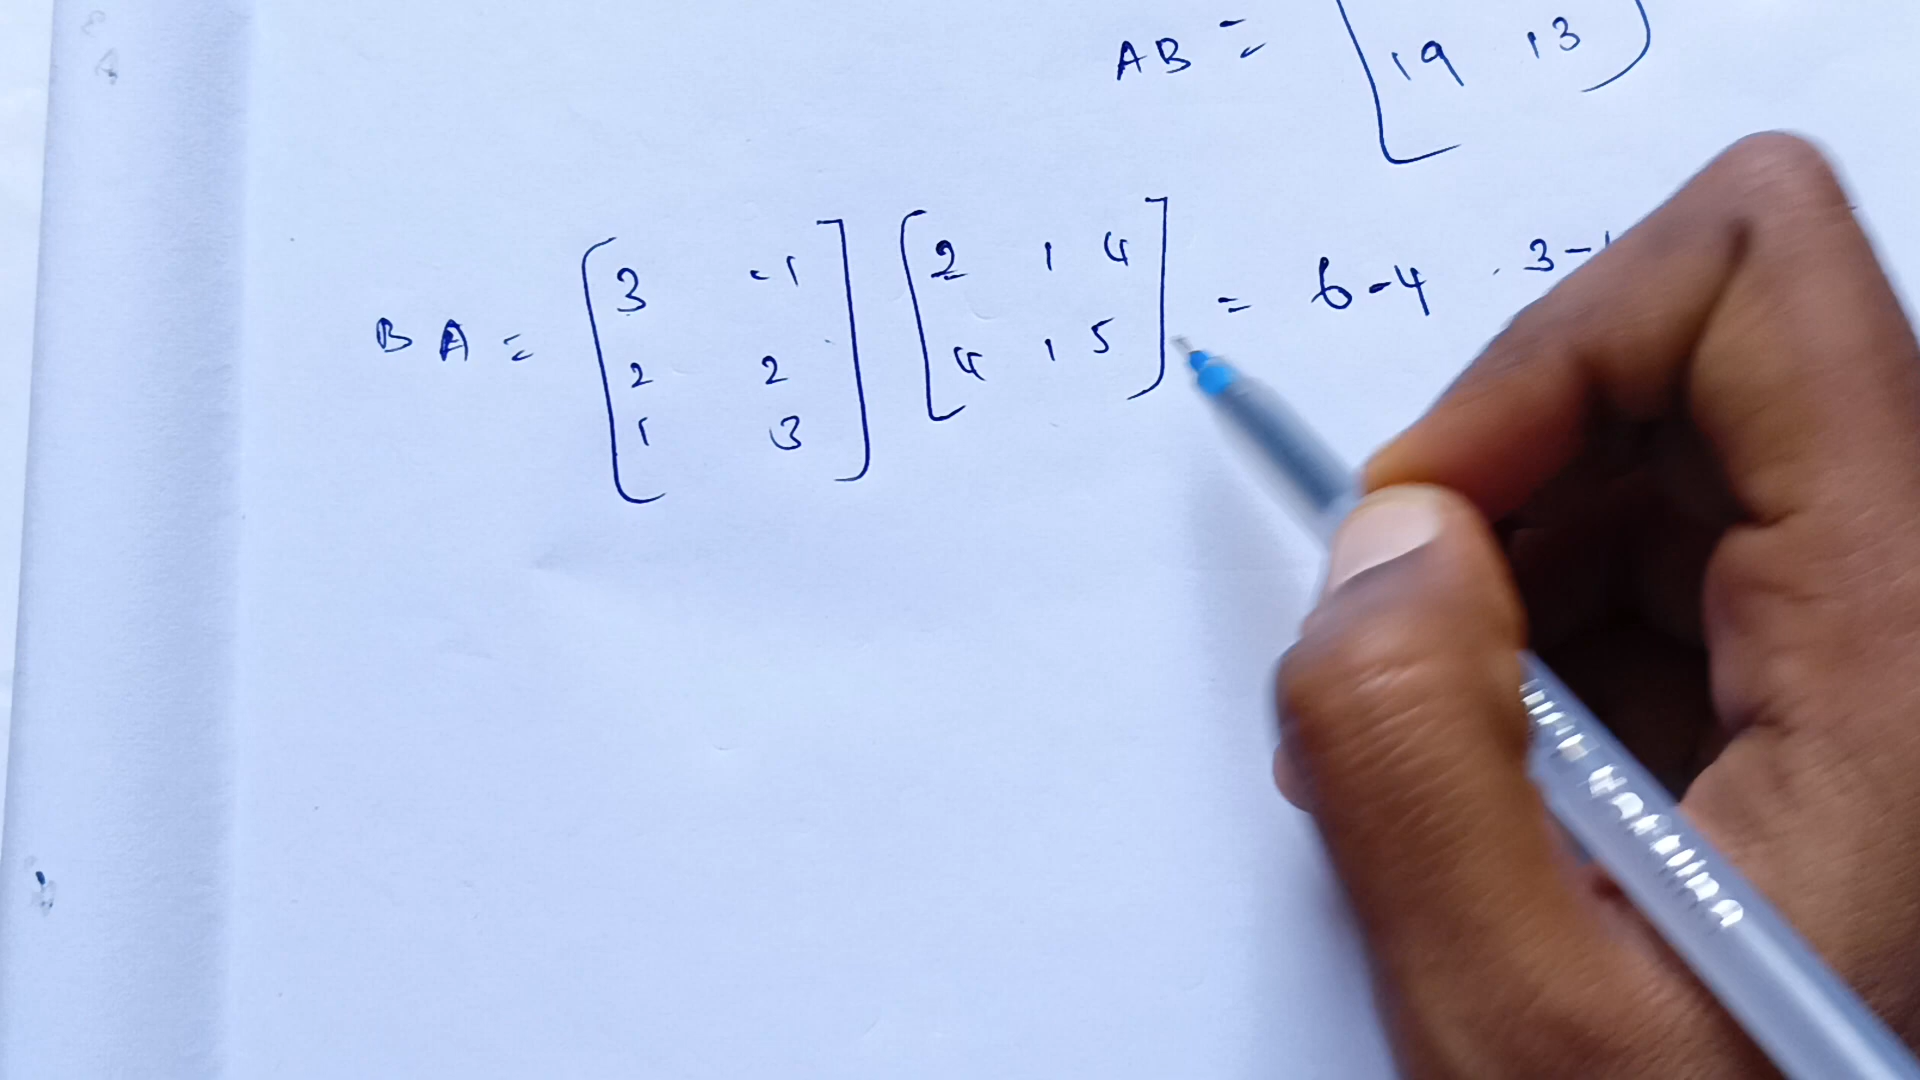 AB = 19 13
BA = [3 -1] [2 1 4] = 6-4 3-1
2 2 4 1 5
1 3